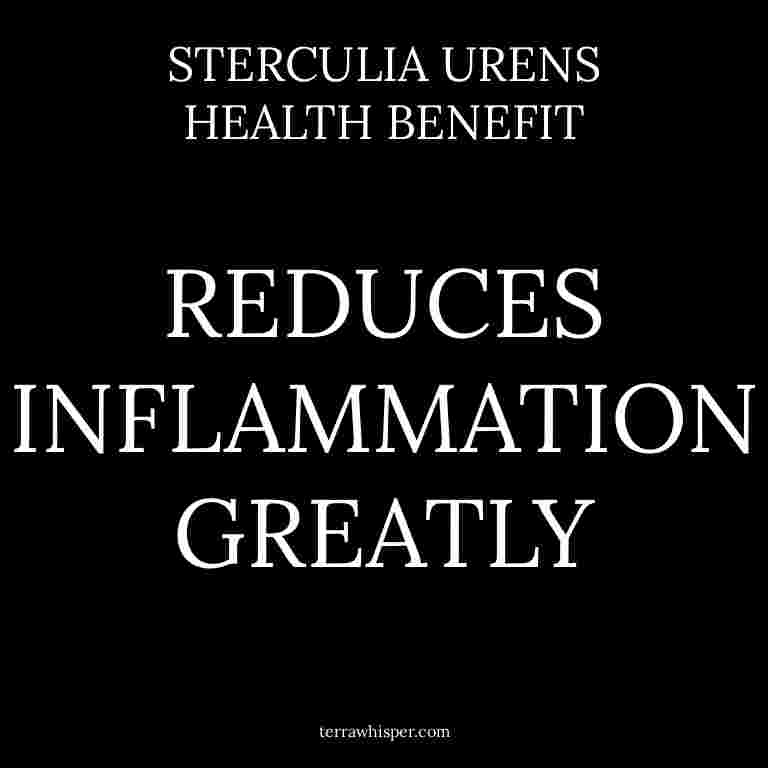 STERCULIA URENS
HEALTH BENEFIT
REDUCES
INFLAMMATION
GREATLY
terrawhisper.com